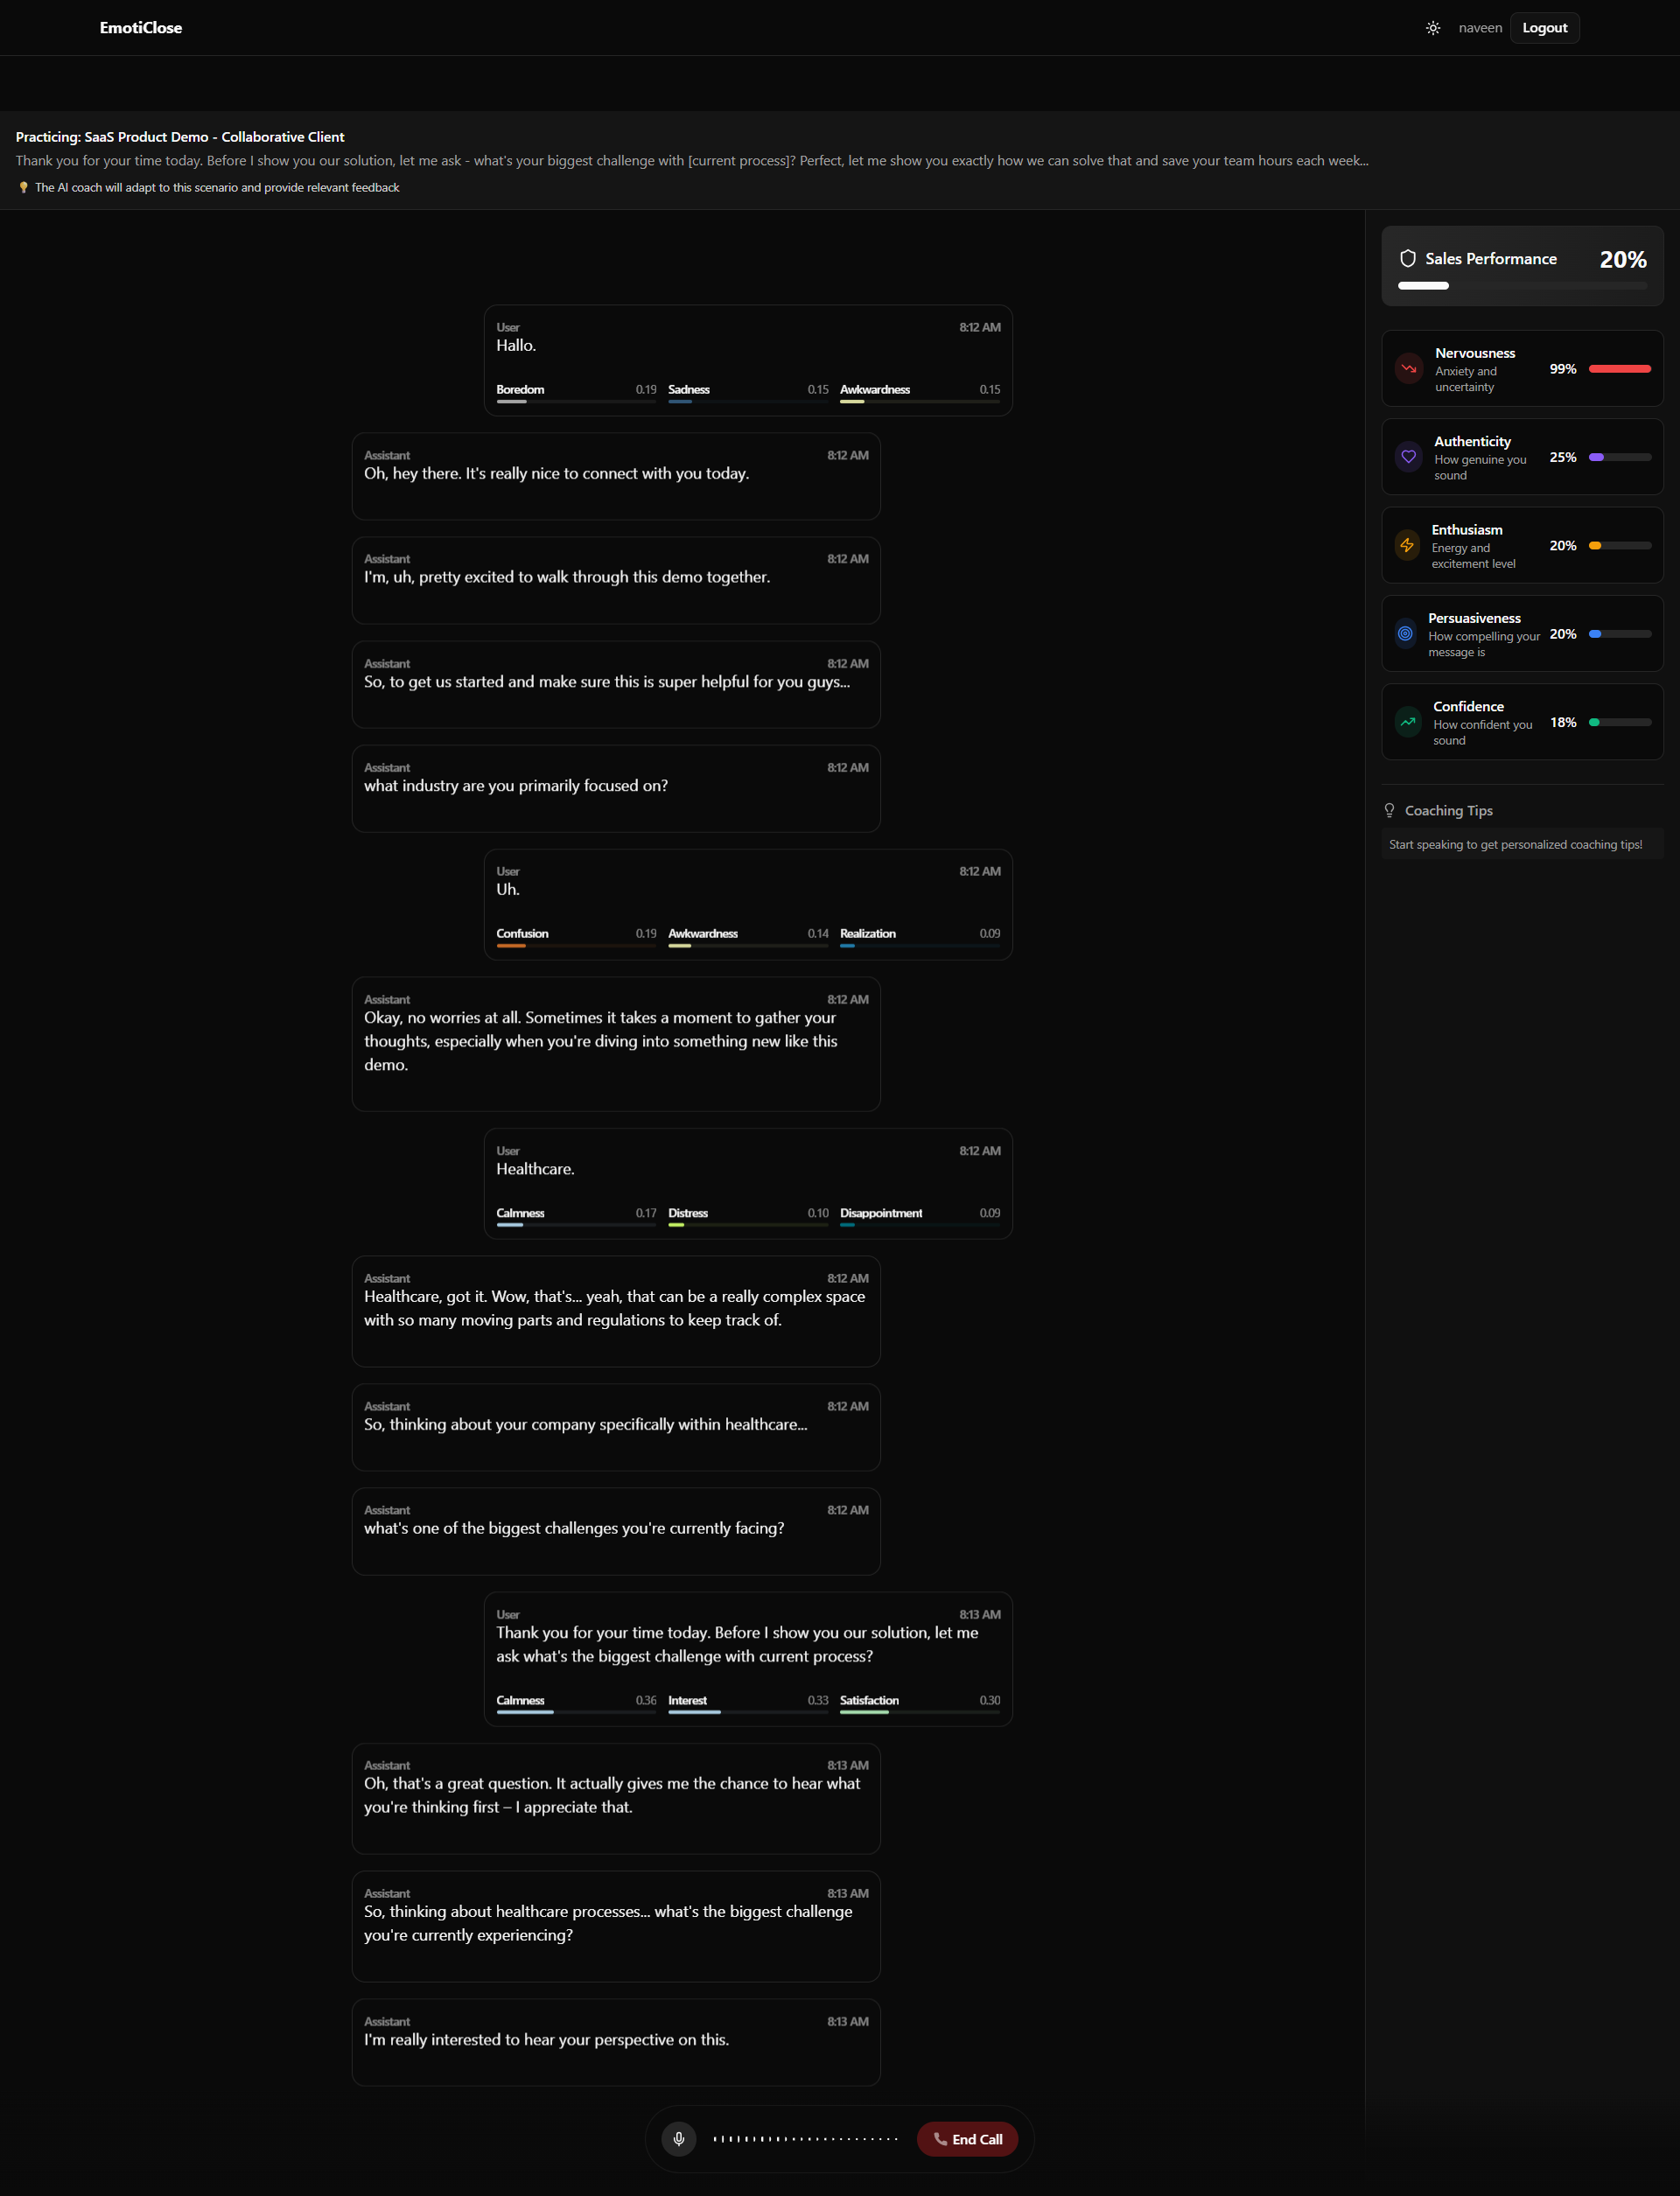 EmotiClose
naveen
Logout
Practicing: SaaS Product Demo - Collaborative Client
Thank you for your time today. Before I show you our solution, let me ask - what's your biggest challenge with [current process]? Perfect, let me show you exactly how we can solve that and save your team hours each week...
The AI coach will adapt to this scenario and provide relevant feedback
User 8:12 AM
Hallo.
Boredom 0.19 Sadness 0.15 Awkwardness 0.15
Assistant 8:12 AM
Oh, hey there. It's really nice to connect with you today.
Assistant 8:12 AM
I'm, uh, pretty excited to walk through this demo together.
Assistant 8:12 AM
So, to get us started and make sure this is super helpful for you guys...
Assistant 8:12 AM
what industry are you primarily focused on?
User 8:12 AM
Uh.
Confusion 0.19 Awkwardness 0.14 Realization 0.09
Assistant 8:12 AM
Okay, no worries at all. Sometimes it takes a moment to gather your
thoughts, especially when you're diving into something new like this
demo.
User 8:12 AM
Healthcare.
Calmness 0.17 Distress 0.10 Disappointment 0.09
Assistant 8:12 AM
Healthcare, got it. Wow, that's... yeah, that can be a really complex space
with so many moving parts and regulations to keep track of.
Assistant 8:12 AM
So, thinking about your company specifically within healthcare...
Assistant 8:12 AM
what's one of the biggest challenges you're currently facing?
User 8:13 AM
Thank you for your time today. Before I show you our solution, let me
ask what's the biggest challenge with current process?
Calmness 0.36 Interest 0.33 Satisfaction 0.30
Assistant 8:13 AM
Oh, that's a great question. It actually gives me the chance to hear what
you're thinking first – I appreciate that.
Assistant 8:13 AM
So, thinking about healthcare processes... what's the biggest challenge
you're currently experiencing?
Assistant 8:13 AM
I'm really interested to hear your perspective on this.
End Call
Sales Performance 20%
Nervousness
Anxiety and
uncertainty
99%
Authenticity
How genuine you
sound
25%
Enthusiasm
Energy and
excitement level
20%
Persuasiveness
How compelling your
message is
20%
Confidence
How confident you
sound
18%
Coaching Tips
Start speaking to get personalized coaching tips!